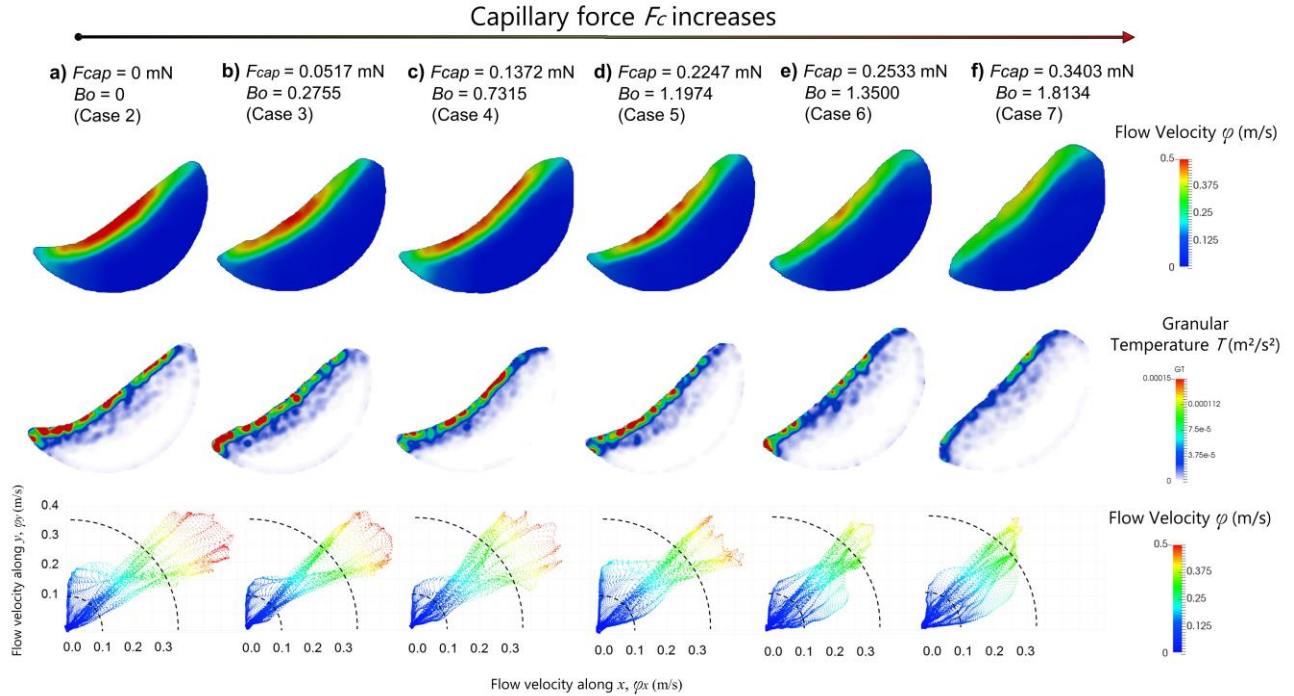 Capillary force Fc increases
a) Fcap = 0 mN
Bo = 0
(Case 2)
b) Fcap = 0.0517 mN
Bo = 0.2755
(Case 3)
c) Fcap = 0.1372 mN
Bo = 0.7315
(Case 4)
d) Fcap = 0.2247 mN
Bo = 1.1974
(Case 5)
e) Fcap = 0.2533 mN
Bo = 1.3500
(Case 6)
f) Fcap = 0.3403 mN
Bo = 1.8134
(Case 7)
Flow Velocity φ (m/s)
0.5
0.375
0.25
0.125
0
Granular
Temperature T (m²/s²)
GT
0.00015
0.000112
7.5e-5
3.75e-5
0
Flow velocity along y, φy (m/s)
0.4
0.3
0.2
0.1
0.0 0.1 0.2 0.3
0.0 0.1 0.2 0.3
0.0 0.1 0.2 0.3
0.0 0.1 0.2 0.3
0.0 0.1 0.2 0.3
0.0 0.1 0.2 0.3
Flow Velocity φ (m/s)
0.5
0.375
0.25
0.125
0
Flow velocity along x, φx (m/s)